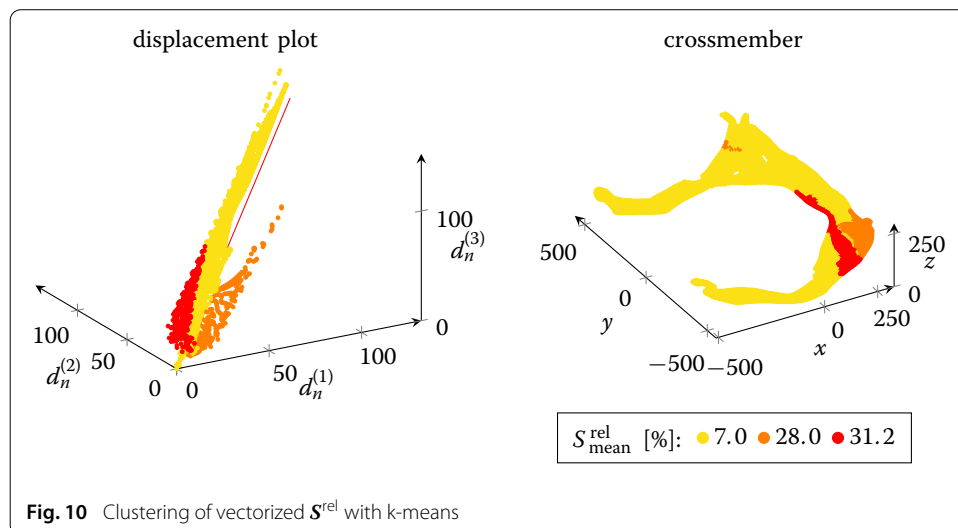 displacement plot
crossmember
100
d_n^(3)
0
100
50
d_n^(2)
0
0
50
d_n^(1)
100
500
0
y
−500
−500
x
0
250
0
250
z
S_mean^rel [%]: 7.0 28.0 31.2
Fig. 10 Clustering of vectorized S^rel with k-means